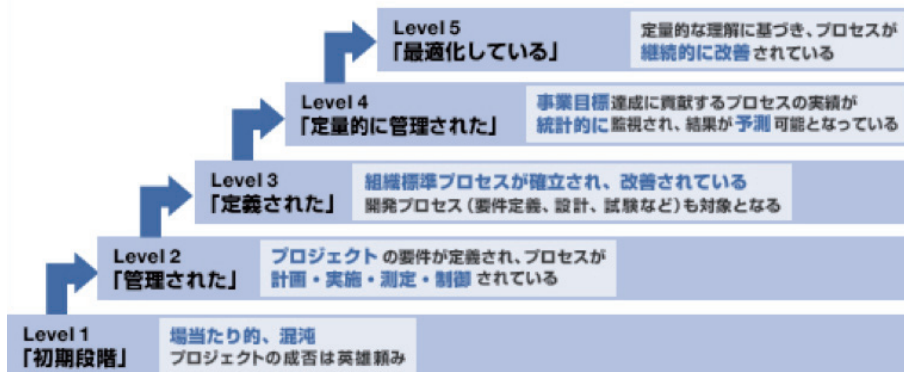 Level 5
「最適化している」
定量的な理解に基づき、プロセスが
継続的に改善されている
Level 4
「定量的に管理された」
事業目標達成に貢献するプロセスの実績が
統計的に監視され、結果が予測可能となっている
Level 3
「定義された」
組織標準プロセスが確立され、改善されている
開発プロセス（要件定義、設計、試験など）も対象となる
Level 2
「管理された」
プロジェクトの要件が定義され、プロセスが
計画・実施・測定・制御されている
Level 1
「初期段階」
場当たり的、混沌
プロジェクトの成否は英雄頼み